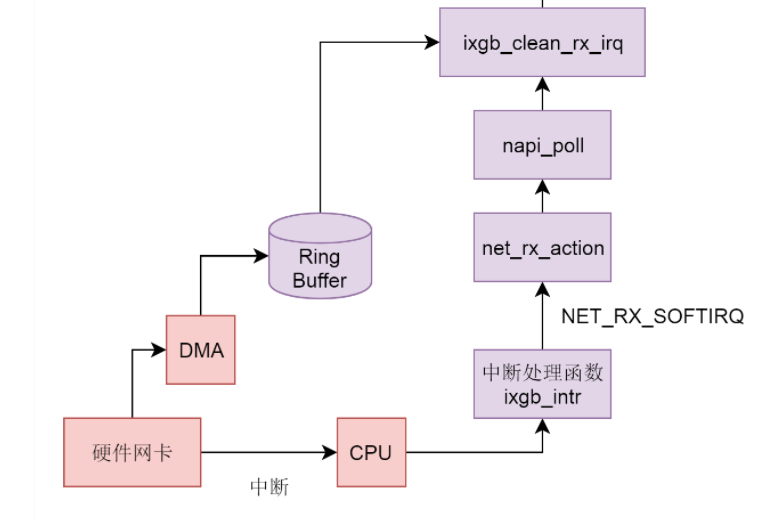 ixgb_clean_rx_irq
napi_poll
Ring
Buffer
net_rx_action
NET_RX_SOFTIRQ
DMA
中断处理函数
ixgb_intr
硬件网卡
CPU
中断